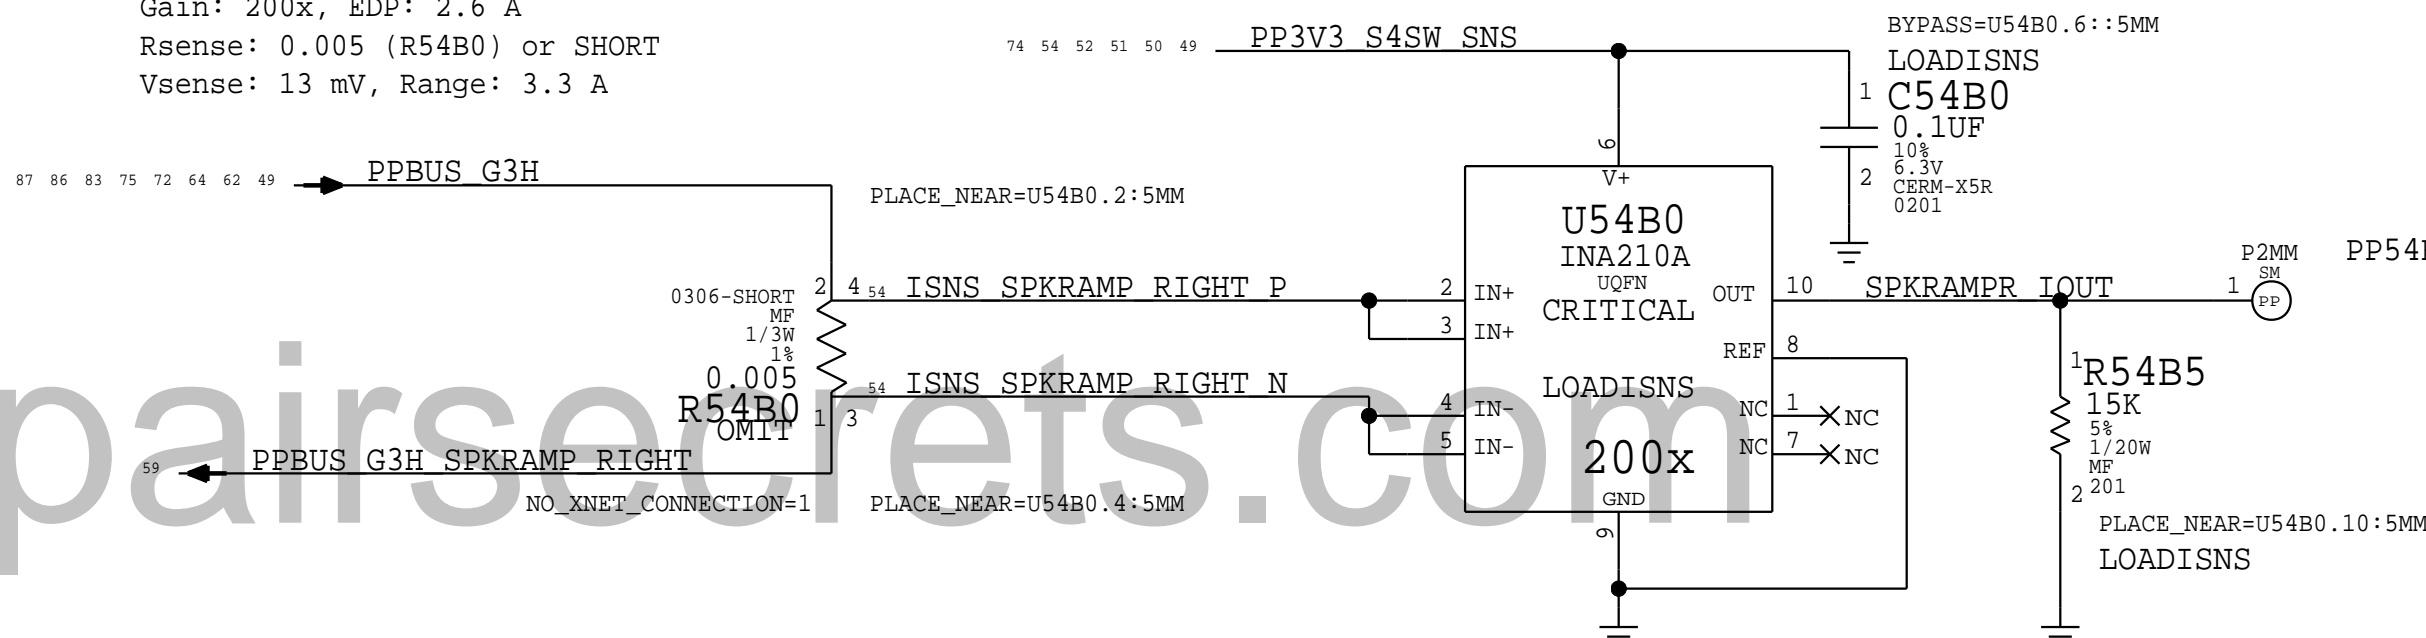 Gain: 200x, EDP: 2.6 A
Rsense: 0.005 (R54B0) or SHORT
Vsense: 13 mV, Range: 3.3 A
74 54 52 51 50 49 PP3V3_S4SW_SNS
BYPASS=U54B0.6::5MM
LOADISNS
1 C54B0
0.1UF
10%
6.3V
2 CERM-X5R
0201
87 86 83 75 72 64 62 49 PPBUS_G3H
PLACE_NEAR=U54B0.2:5MM
0306-SHORT
MF
1/3W
1%
0.005
R54B0
OMIT
2 4
1 3
54 ISNS_SPKRAMP_RIGHT_P
54 ISNS_SPKRAMP_RIGHT_N
59 PPBUS_G3H_SPKRAMP_RIGHT
NO_XNET_CONNECTION=1
PLACE_NEAR=U54B0.4:5MM
6
V+
U54B0
INA210A
UQFN
CRITICAL
LOADISNS
200x
GND
9
2 IN+
3 IN+
4 IN-
5 IN-
OUT 10
REF 8
NC 1 NC
NC 7 NC
SPKRAMPR_IOUT
P2MM
SM
1 PP
PP54
1 R54B5
15K
5%
1/20W
MF
2 201
PLACE_NEAR=U54B0.10:5MM
LOADISNS
pairsecrets.com